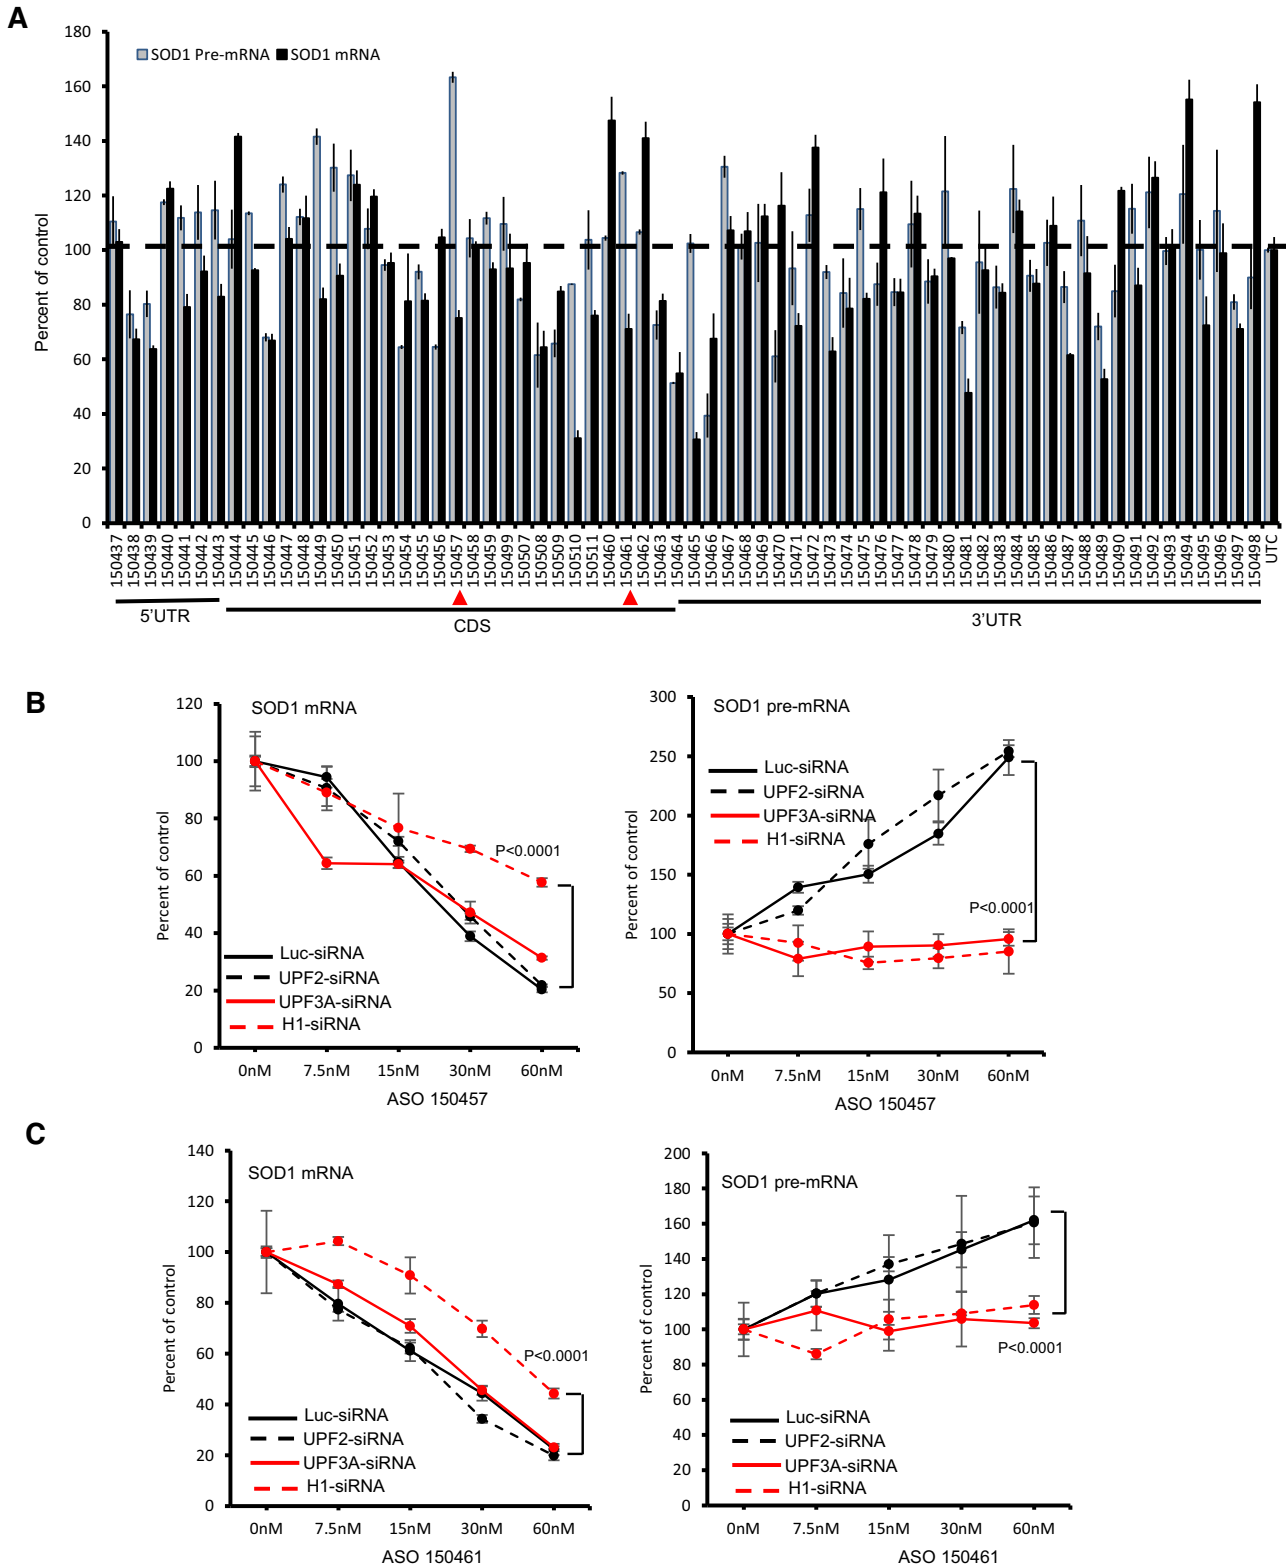 A
180
160
140
120
100
80
60
40
20
0
Percent of control
SOD1 Pre-mRNA SOD1 mRNA
150437
150438
150439
150440
150441
150442
150443
150444
150445
150446
150447
150448
150449
150450
150451
150452
150453
150454
150455
150456
150457
150458
150459
150499
150507
150508
150509
150510
150511
150460
150461
150462
150463
150464
150465
150466
150467
150468
150469
150470
150471
150472
150473
150474
150475
150476
150477
150478
150479
150480
150481
150482
150483
150484
150485
150486
150487
150488
150489
150490
150491
150492
150493
150494
150495
150496
150497
150498
UTC
5'UTR
CDS
3'UTR
B
SOD1 mRNA
120
100
80
60
40
20
0
Percent of control
P<0.0001
Luc-siRNA
UPF2-siRNA
UPF3A-siRNA
H1-siRNA
0nM 7.5nM 15nM 30nM 60nM
ASO 150457
SOD1 pre-mRNA
300
250
200
150
100
50
0
Percent of control
Luc-siRNA
UPF2-siRNA
UPF3A-siRNA
H1-siRNA
P<0.0001
0nM 7.5nM 15nM 30nM 60nM
ASO 150457
C
SOD1 mRNA
140
120
100
80
60
40
20
0
Percent of control
P<0.0001
Luc-siRNA
UPF2-siRNA
UPF3A-siRNA
H1-siRNA
0nM 7.5nM 15nM 30nM 60nM
ASO 150461
SOD1 pre-mRNA
200
180
160
140
120
100
80
60
40
20
0
Percent of control
P<0.0001
Luc-siRNA
UPF2-siRNA
UPF3A-siRNA
H1-siRNA
0nM 7.5nM 15nM 30nM 60nM
ASO 150461